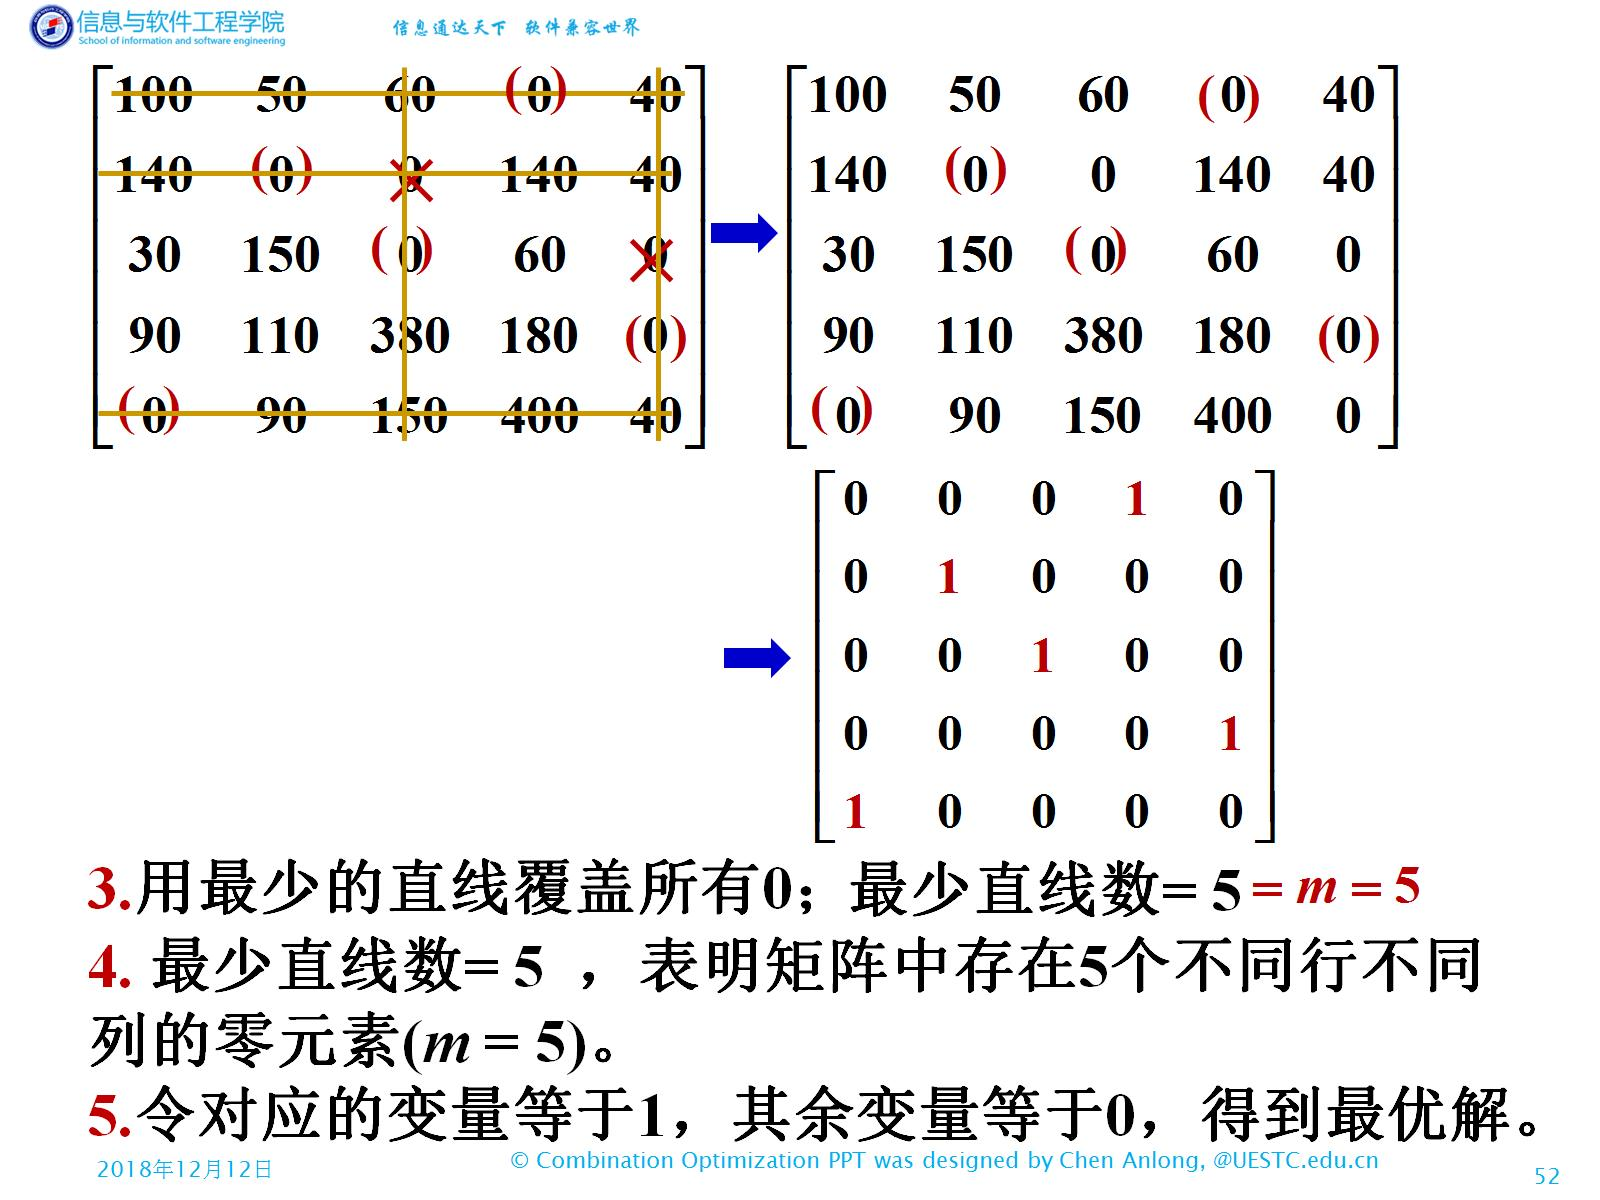 信息与软件工程学院
School of information and software engineering
信息通达天下 软件兼容世界
100 50 60 (0) 40
140 (0) 0 140 40
30 150 (0) 60 0
90 110 380 180 (0)
(0) 90 150 400 40
100 50 60 (0) 40
140 (0) 0 140 40
30 150 (0) 60 0
90 110 380 180 (0)
(0) 90 150 400 0
0 0 0 1 0
0 1 0 0 0
0 0 1 0 0
0 0 0 0 1
1 0 0 0 0
3.用最少的直线覆盖所有0；最少直线数= 5 = m = 5
4. 最少直线数= 5 ，表明矩阵中存在5个不同行不同
列的零元素(m = 5)。
5.令对应的变量等于1，其余变量等于0，得到最优解。
2018年12月12日
© Combination Optimization PPT was designed by Chen Anlong, @UESTC.edu.cn
52